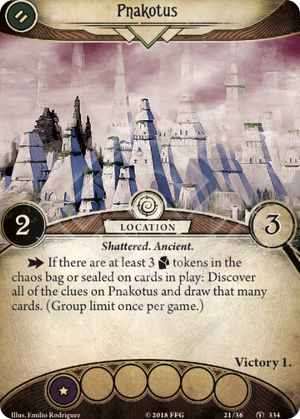 Pnakotus
2
LOCATION
3
Shattered. Ancient.
If there are at least 3 tokens in the
chaos bag or sealed on cards in play: Discover
all of the clues on Pnakotus and draw that many
cards. (Group limit once per game.)
Victory 1.
Illus. Emilio Rodriguez © 2018 FFG 21/36 334